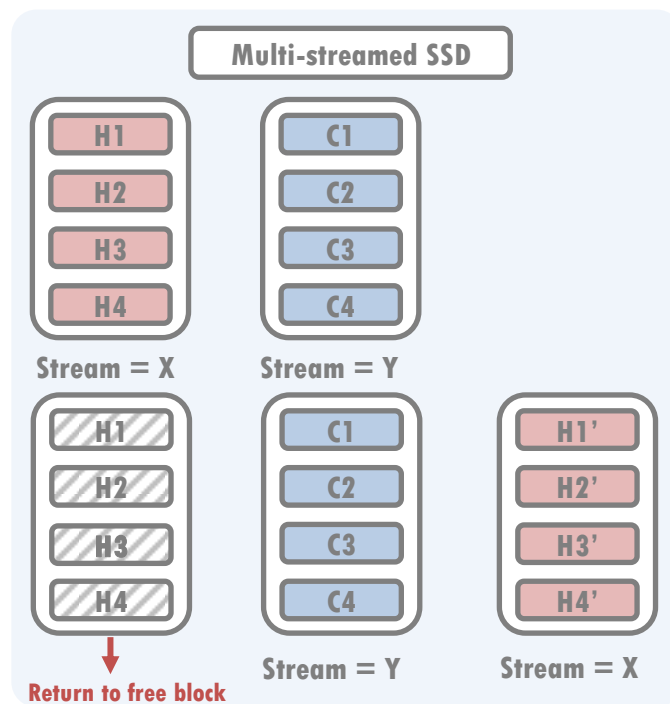 Multi-streamed SSD
H1
H2
H3
H4
Stream = X
C1
C2
C3
C4
Stream = Y
H1
H2
H3
H4
Return to free block
C1
C2
C3
C4
Stream = Y
H1'
H2'
H3'
H4'
Stream = X